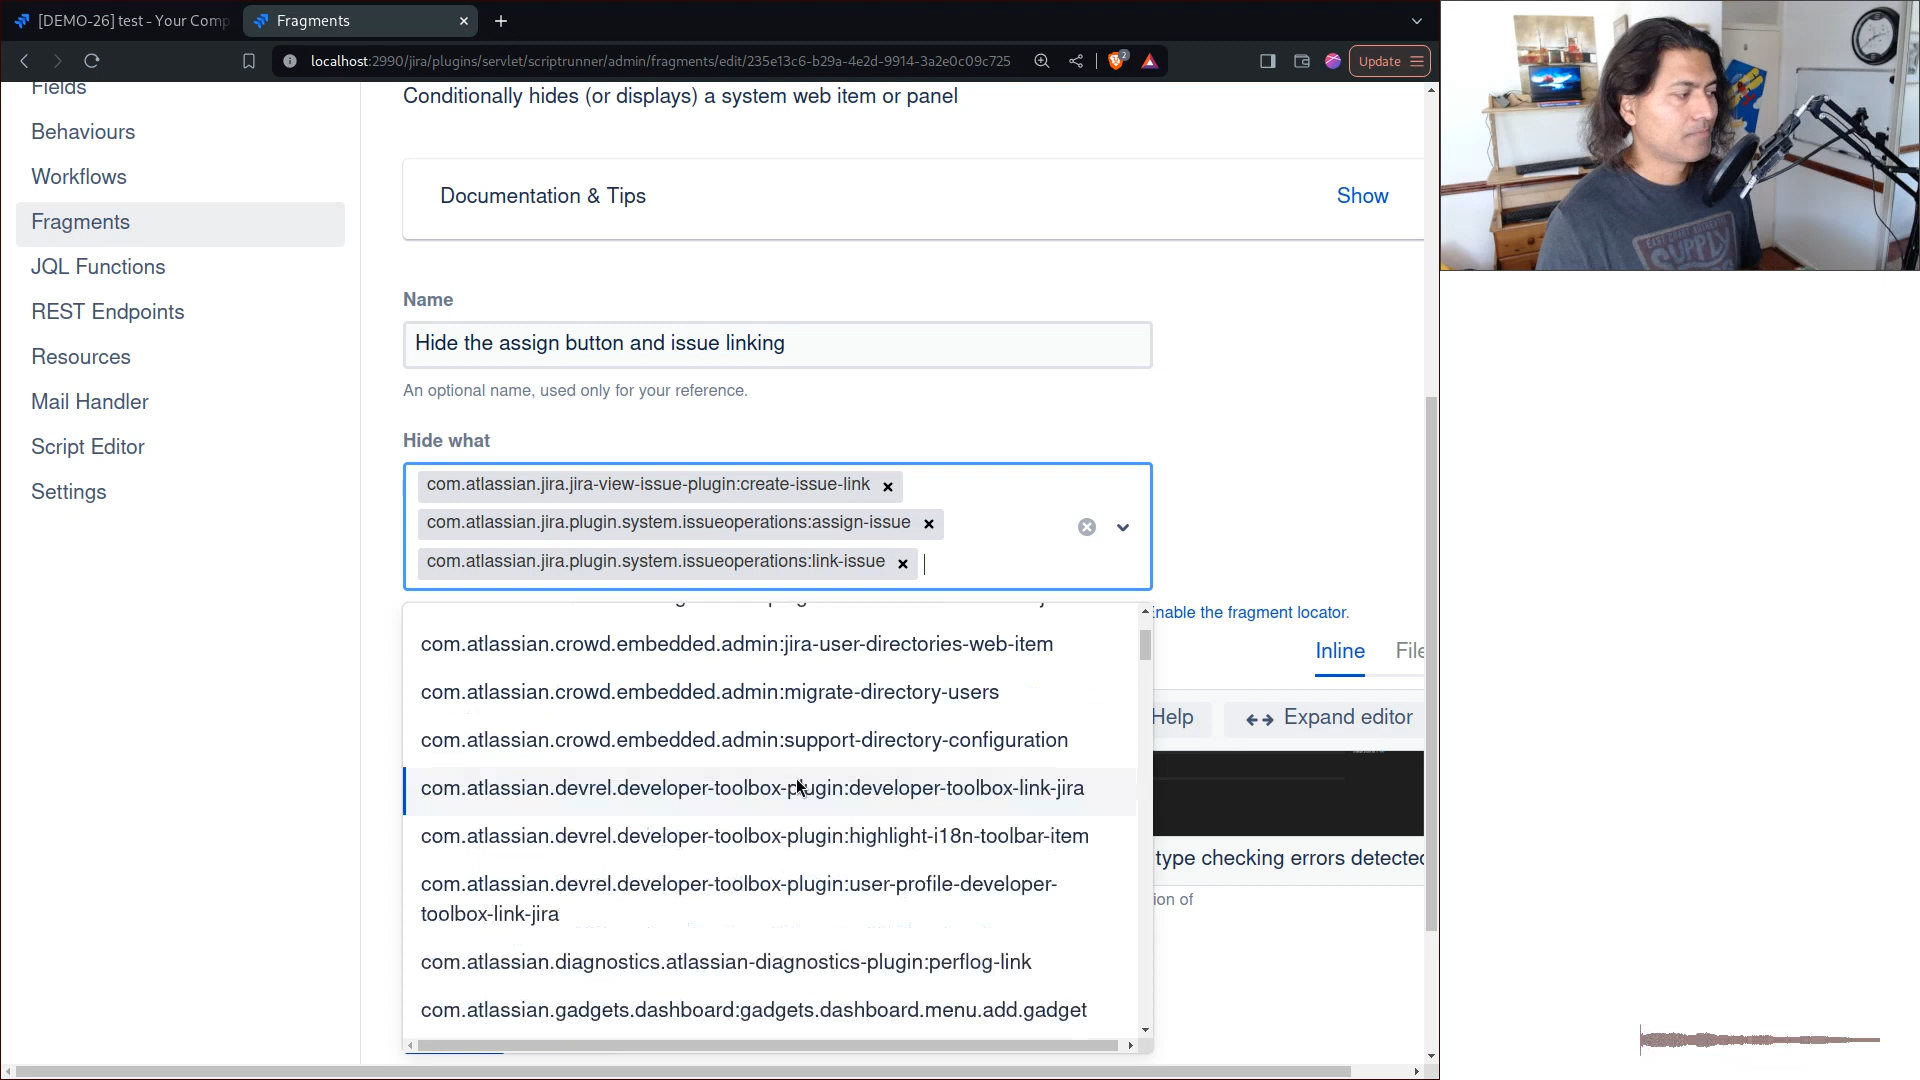 [DEMO-26] test - Your Comp
Fragments
localhost:2990/jira/plugins/servlet/scriptrunner/admin/fragments/edit/235e13c6-b29a-4e2d-9914-3a2e0c09c725
2
Update
Fields
Behaviours
Workflows
Fragments
JQL Functions
REST Endpoints
Resources
Mail Handler
Script Editor
Settings
Conditionally hides (or displays) a system web item or panel
Documentation & Tips
Show
Name
Hide the assign button and issue linking
An optional name, used only for your reference.
Hide what
com.atlassian.jira.jira-view-issue-plugin:create-issue-link
com.atlassian.jira.plugin.system.issueoperations:assign-issue
com.atlassian.jira.plugin.system.issueoperations:link-issue
com.atlassian.crowd.embedded.admin:jira-user-directories-web-item
com.atlassian.crowd.embedded.admin:migrate-directory-users
com.atlassian.crowd.embedded.admin:support-directory-configuration
com.atlassian.devrel.developer-toolbox-plugin:developer-toolbox-link-jira
com.atlassian.devrel.developer-toolbox-plugin:highlight-i18n-toolbar-item
com.atlassian.devrel.developer-toolbox-plugin:user-profile-developer-
toolbox-link-jira
com.atlassian.diagnostics.atlassian-diagnostics-plugin:perflog-link
com.atlassian.gadgets.dashboard:gadgets.dashboard.menu.add.gadget
nable the fragment locator.
Inline
File
Help
Expand editor
type checking errors detected
ion of
SUPPLY